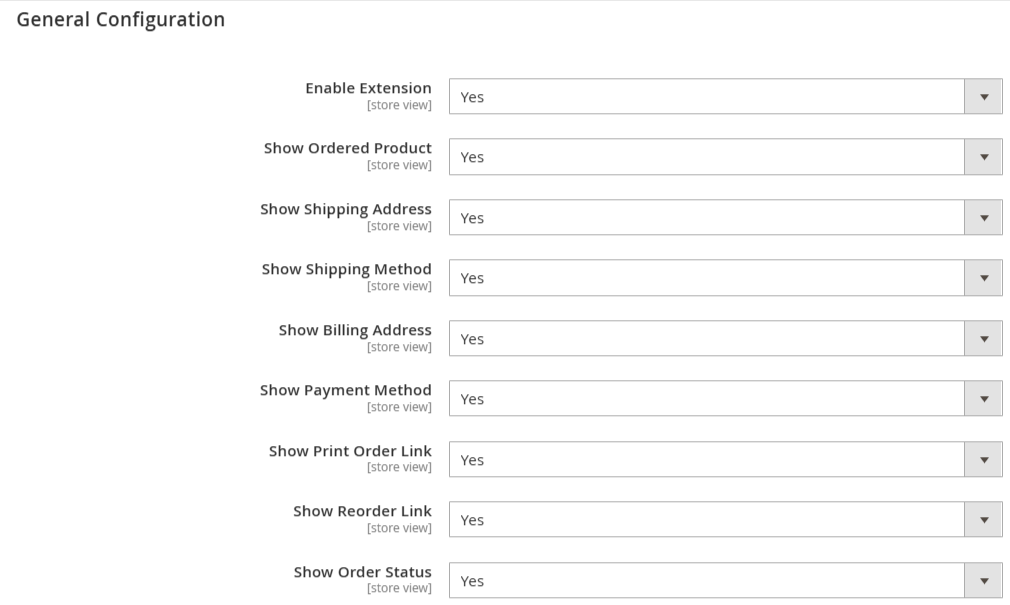 General Configuration
Enable Extension
[store view]
Yes
Show Ordered Product
[store view]
Yes
Show Shipping Address
[store view]
Yes
Show Shipping Method
[store view]
Yes
Show Billing Address
[store view]
Yes
Show Payment Method
[store view]
Yes
Show Print Order Link
[store view]
Yes
Show Reorder Link
[store view]
Yes
Show Order Status
[store view]
Yes